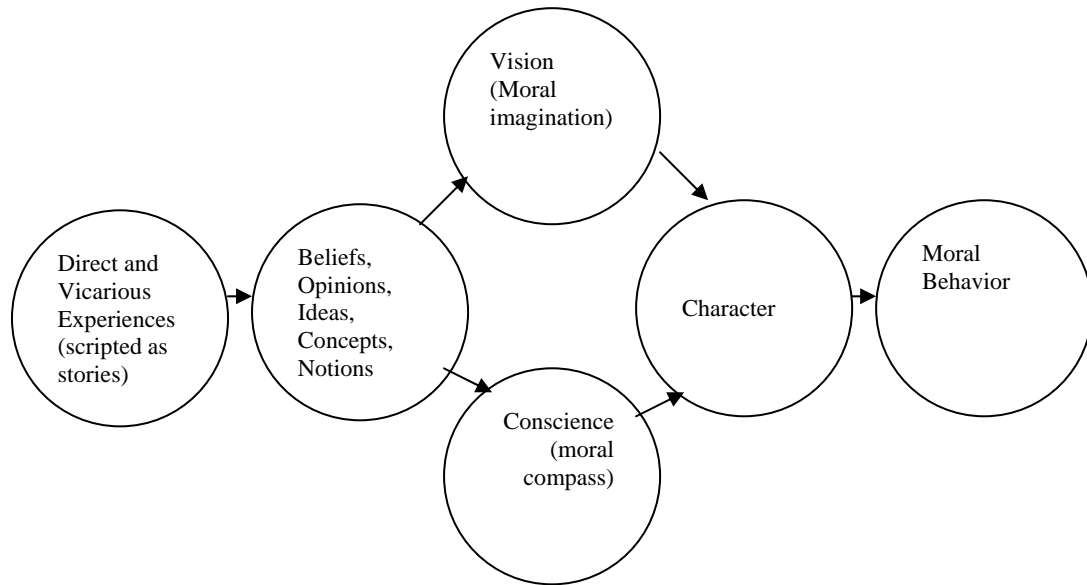 Direct and
Vicarious
Experiences
(scripted as
stories)
Beliefs,
Opinions,
Ideas,
Concepts,
Notions
Vision
(Moral
imagination)
Conscience
(moral
compass)
Character
Moral
Behavior